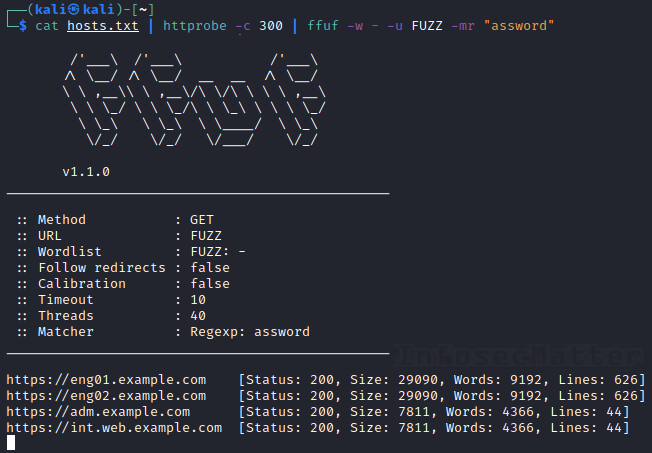 ┌──(kali㉿kali)-[~]
└─$ cat hosts.txt | httprobe -c 300 | ffuf -w - -u FUZZ -mr "assword"
v1.1.0
:: Method : GET
:: URL : FUZZ
:: Wordlist : FUZZ: -
:: Follow redirects : false
:: Calibration : false
:: Timeout : 10
:: Threads : 40
:: Matcher : Regexp: assword
InfosecMatter
https://eng01.example.com [Status: 200, Size: 29090, Words: 9192, Lines: 626]
https://eng02.example.com [Status: 200, Size: 29090, Words: 9192, Lines: 626]
https://adm.example.com [Status: 200, Size: 7811, Words: 4366, Lines: 44]
https://int.web.example.com [Status: 200, Size: 7811, Words: 4366, Lines: 44]